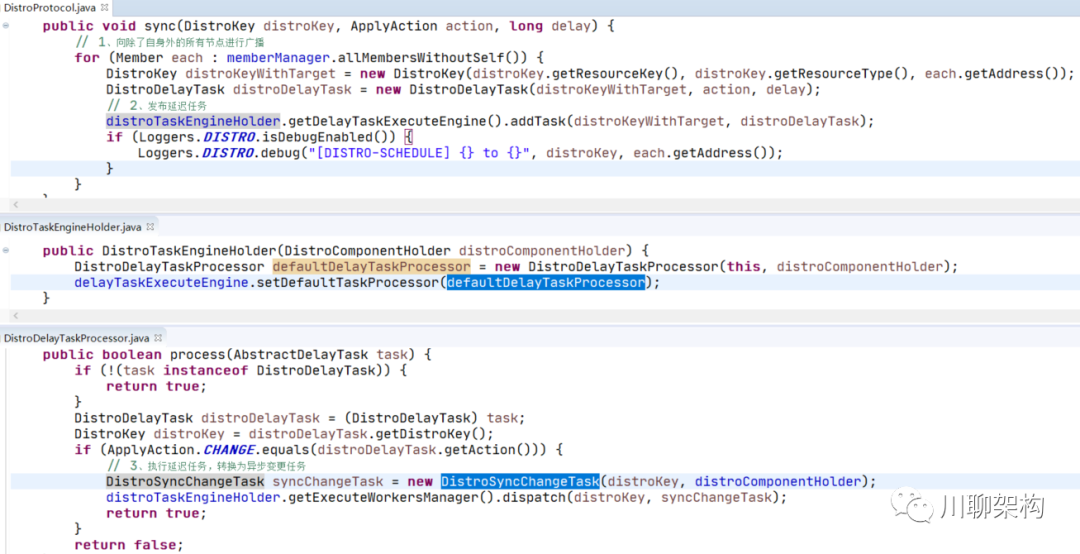 DistroProtocol.java
public void sync(DistroKey distroKey, ApplyAction action, long delay) {
// 1、向除了自身外的所有节点进行广播
for (Member each : memberManager.allMembersWithoutSelf()) {
DistroKey distroKeyWithTarget = new DistroKey(distroKey.getResourceKey(), distroKey.getResourceType(), each.getAddress());
DistroDelayTask distroDelayTask = new DistroDelayTask(distroKeyWithTarget, action, delay);
// 2、发布延迟任务
distroTaskEngineHolder.getDelayTaskExecuteEngine().addTask(distroKeyWithTarget, distroDelayTask);
if (Loggers.DISTRO.isDebugEnabled()) {
Loggers.DISTRO.debug("[DISTRO-SCHEDULE] {} to {}", distroKey, each.getAddress());
}
}
DistroTaskEngineHolder.java
public DistroTaskEngineHolder(DistroComponentHolder distroComponentHolder) {
DistroDelayTaskProcessor defaultDelayTaskProcessor = new DistroDelayTaskProcessor(this, distroComponentHolder);
delayTaskExecuteEngine.setDefaultTaskProcessor(defaultDelayTaskProcessor);
}
DistroDelayTaskProcessor.java
public boolean process(AbstractDelayTask task) {
if (!(task instanceof DistroDelayTask)) {
return true;
}
DistroDelayTask distroDelayTask = (DistroDelayTask) task;
DistroKey distroKey = distroDelayTask.getDistroKey();
if (ApplyAction.CHANGE.equals(distroDelayTask.getAction())) {
// 3、执行延迟任务，转换为异步变更任务
DistroSyncChangeTask syncChangeTask = new DistroSyncChangeTask(distroKey, distroComponentHolder);
distroTaskEngineHolder.getExecuteWorkersManager().dispatch(distroKey, syncChangeTask);
return true;
}
return false;
川聊架构